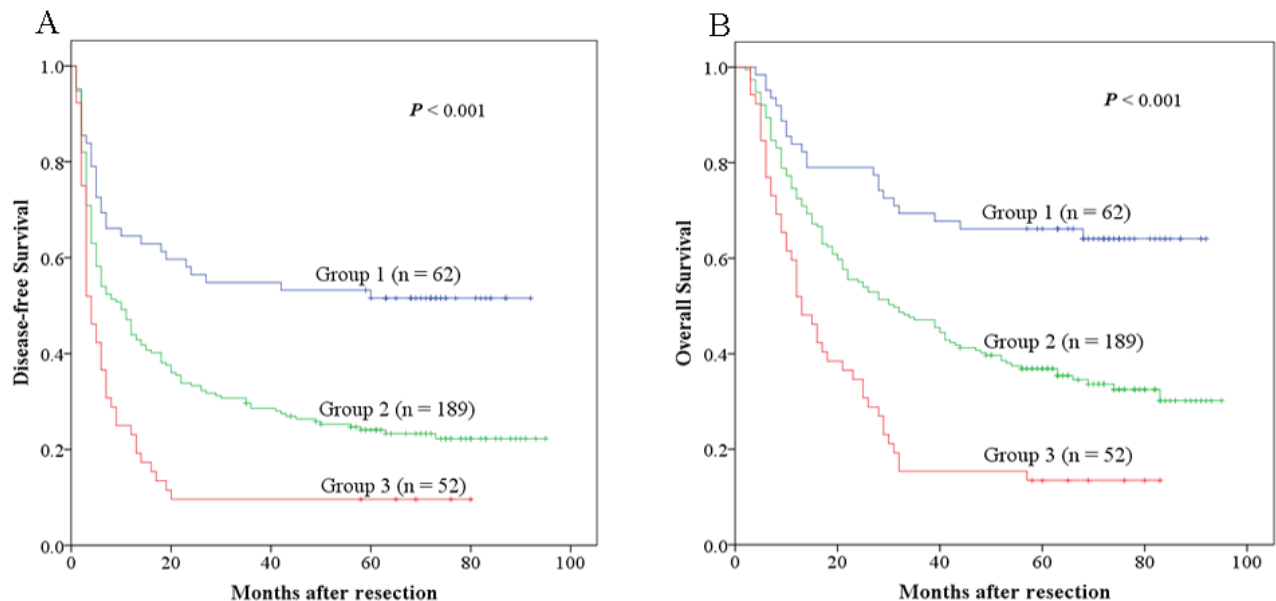 A
Disease-free Survival
1.0
0.8
0.6
0.4
0.2
0.0
P < 0.001
Group 1 (n = 62)
Group 2 (n = 189)
Group 3 (n = 52)
0 20 40 60 80 100
Months after resection
B
Overall Survival
1.0
0.8
0.6
0.4
0.2
0.0
P < 0.001
Group 1 (n = 62)
Group 2 (n = 189)
Group 3 (n = 52)
0 20 40 60 80 100
Months after resection